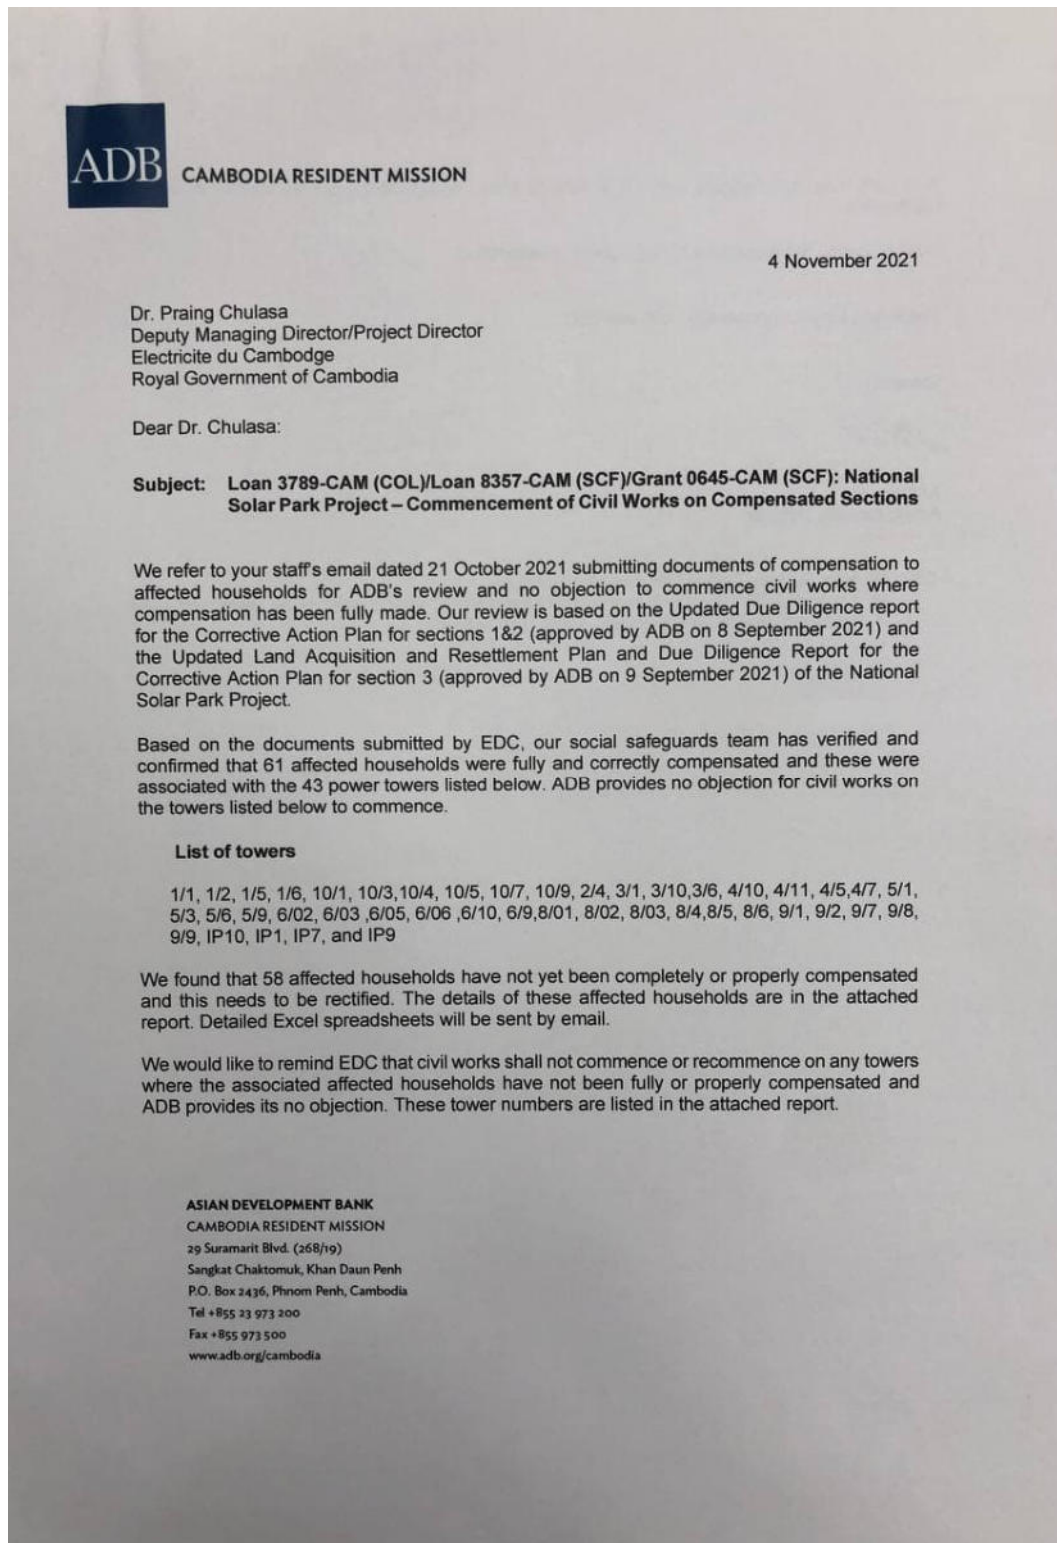 ADB CAMBODIA RESIDENT MISSION
4 November 2021
Dr. Praing Chulasa
Deputy Managing Director/Project Director
Electricite du Cambodge
Royal Government of Cambodia
Dear Dr. Chulasa:
Subject: Loan 3789-CAM (COL)/Loan 8357-CAM (SCF)/Grant 0645-CAM (SCF): National
Solar Park Project – Commencement of Civil Works on Compensated Sections
We refer to your staff's email dated 21 October 2021 submitting documents of compensation to
affected households for ADB's review and no objection to commence civil works where
compensation has been fully made. Our review is based on the Updated Due Diligence report
for the Corrective Action Plan for sections 1&2 (approved by ADB on 8 September 2021) and
the Updated Land Acquisition and Resettlement Plan and Due Diligence Report for the
Corrective Action Plan for section 3 (approved by ADB on 9 September 2021) of the National
Solar Park Project.
Based on the documents submitted by EDC, our social safeguards team has verified and
confirmed that 61 affected households were fully and correctly compensated and these were
associated with the 43 power towers listed below. ADB provides no objection for civil works on
the towers listed below to commence.
List of towers
1/1, 1/2, 1/5, 1/6, 10/1, 10/3,10/4, 10/5, 10/7, 10/9, 2/4, 3/1, 3/10,3/6, 4/10, 4/11, 4/5,4/7, 5/1,
5/3, 5/6, 5/9, 6/02, 6/03 ,6/05, 6/06 ,6/10, 6/9,8/01, 8/02, 8/03, 8/4,8/5, 8/6, 9/1, 9/2, 9/7, 9/8,
9/9, IP10, IP1, IP7, and IP9
We found that 58 affected households have not yet been completely or properly compensated
and this needs to be rectified. The details of these affected households are in the attached
report. Detailed Excel spreadsheets will be sent by email.
We would like to remind EDC that civil works shall not commence or recommence on any towers
where the associated affected households have not been fully or properly compensated and
ADB provides its no objection. These tower numbers are listed in the attached report.
ASIAN DEVELOPMENT BANK
CAMBODIA RESIDENT MISSION
29 Suramarit Blvd. (268/19)
Sangkat Chaktomuk, Khan Daun Penh
P.O. Box 2436, Phnom Penh, Cambodia
Tel +855 23 973 200
Fax +855 973 500
www.adb.org/cambodia